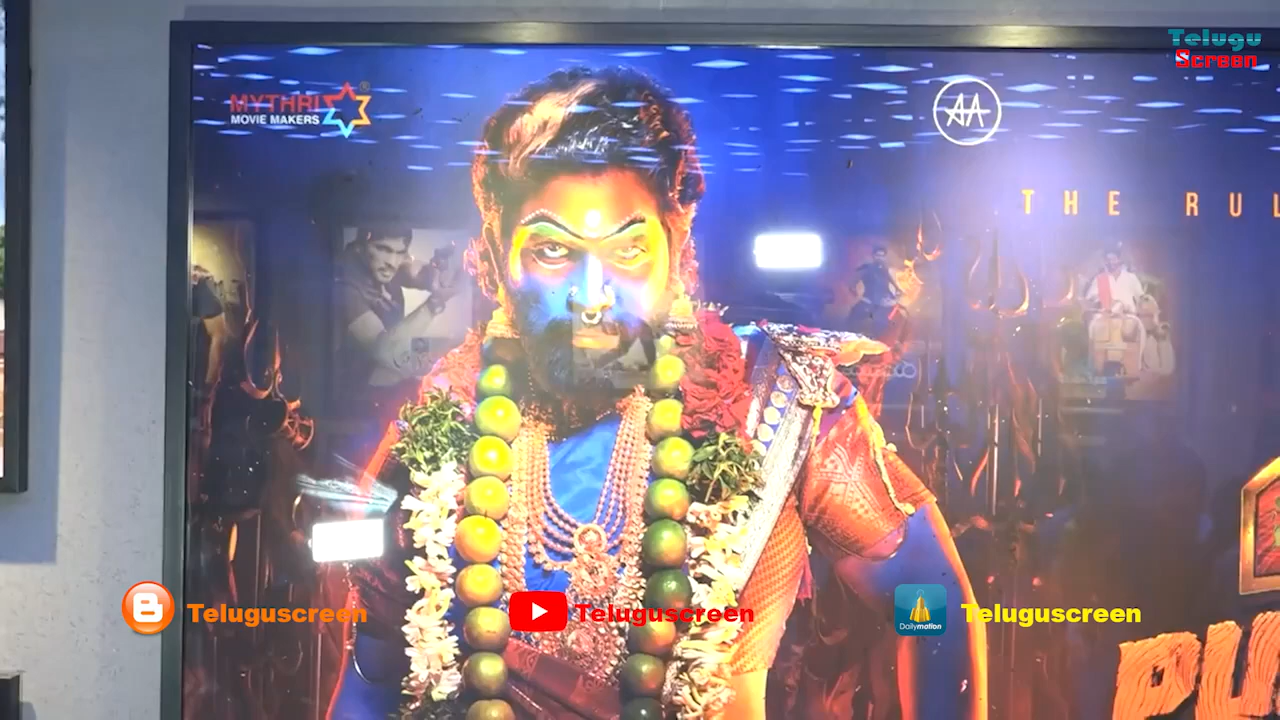 Telugu
Screen
MYTHRI
MOVIE MAKERS
AA
THE RUL
Teluguscreen
Teluguscreen
Dailymotion
Teluguscreen
PU